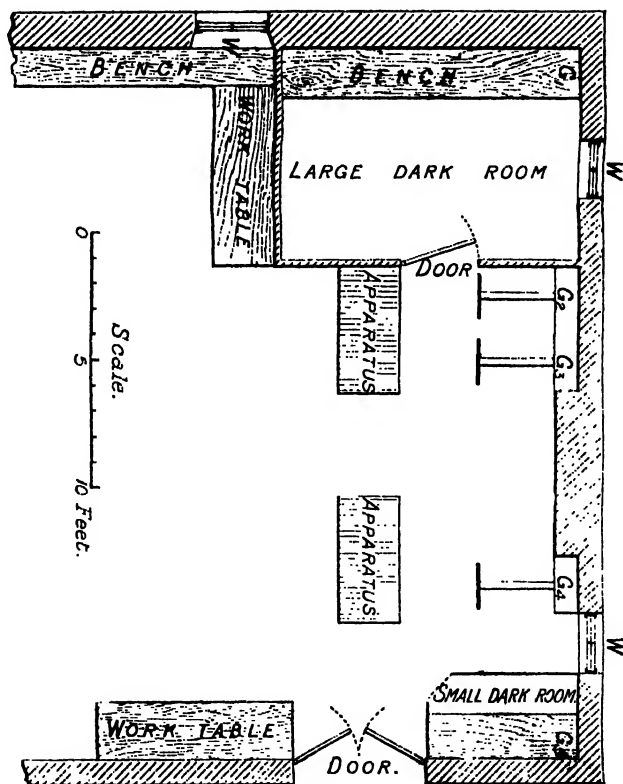 W
BENCH
BENCH
G1
WORK TABLE
LARGE DARK ROOM
W
DOOR
G2
G3
APPARATUS
0
5
10 Feet.
Scale.
APPARATUS
G4
W
SMALL DARK ROOM
WORK TABLE
DOOR.